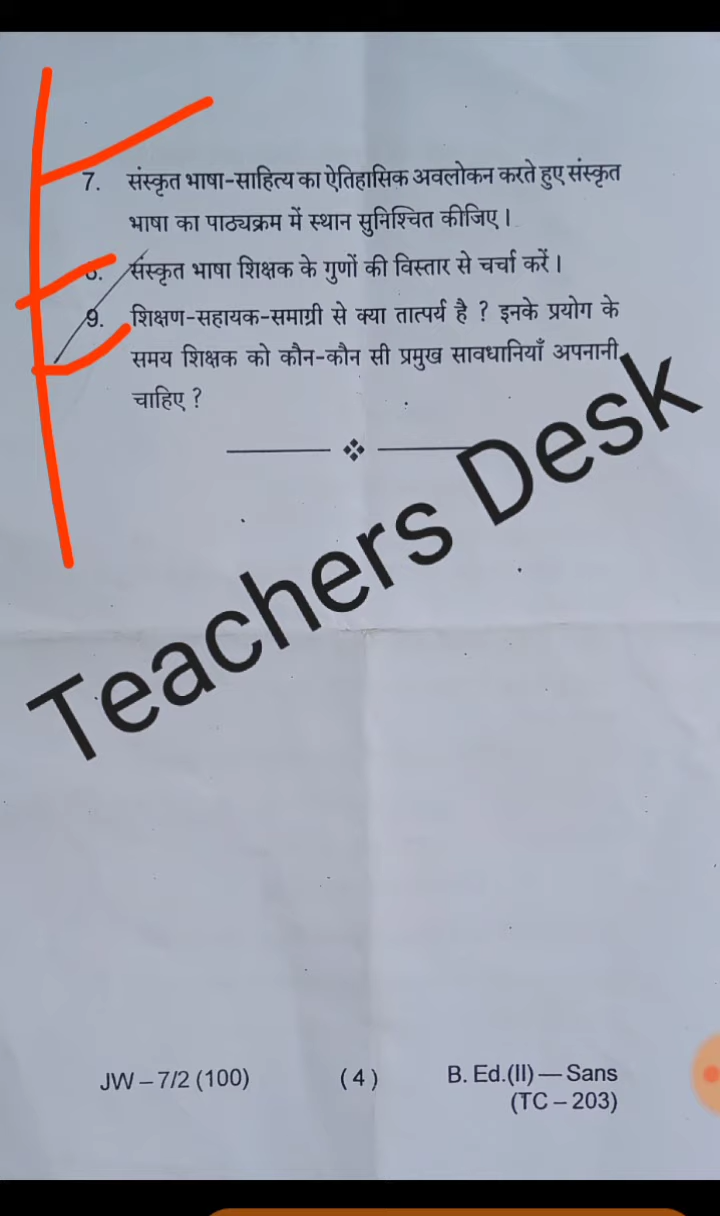 7. संस्कृत भाषा-साहित्य का ऐतिहासिक अवलोकन करते हुए संस्कृत
भाषा का पाठ्यक्रम में स्थान सुनिश्चित कीजिए।
8. संस्कृत भाषा शिक्षक के गुणों की विस्तार से चर्चा करें।
9. शिक्षण-सहायक-समाग्री से क्या तात्पर्य है ? इनके प्रयोग के
समय शिक्षक को कौन-कौन सी प्रमुख सावधानियाँ अपनानी
चाहिए ?
Teachers Desk
JW – 7/2 (100) (4) B. Ed.(II) — Sans
(TC – 203)